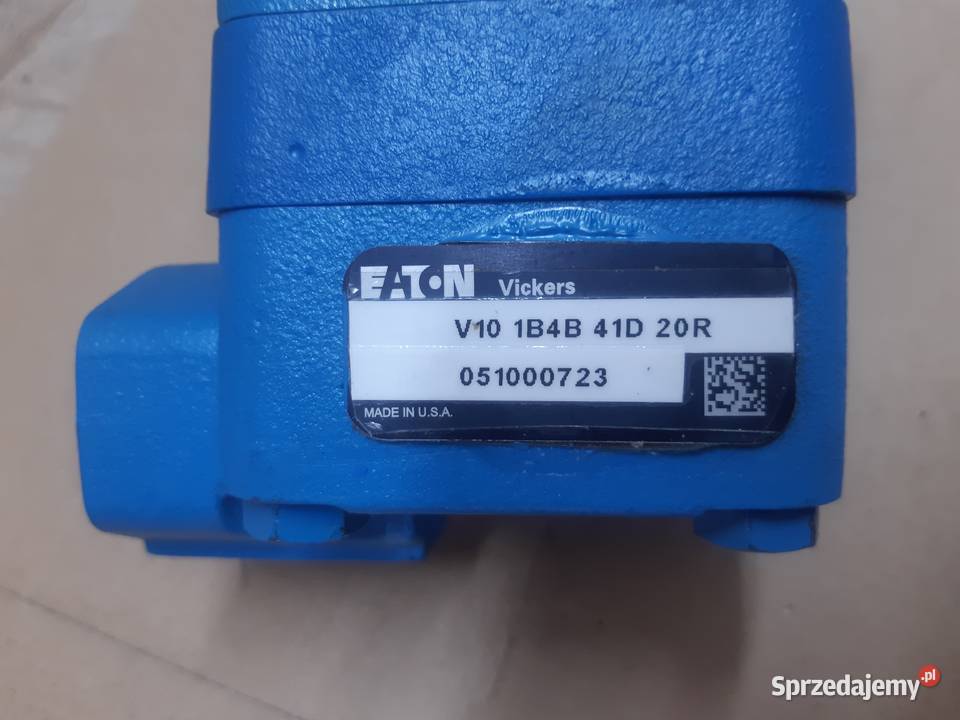 EATON Vickers
V10 1B4B 41D 20R
051000723
MADE IN U.S.A.
Sprzedajemy.pl